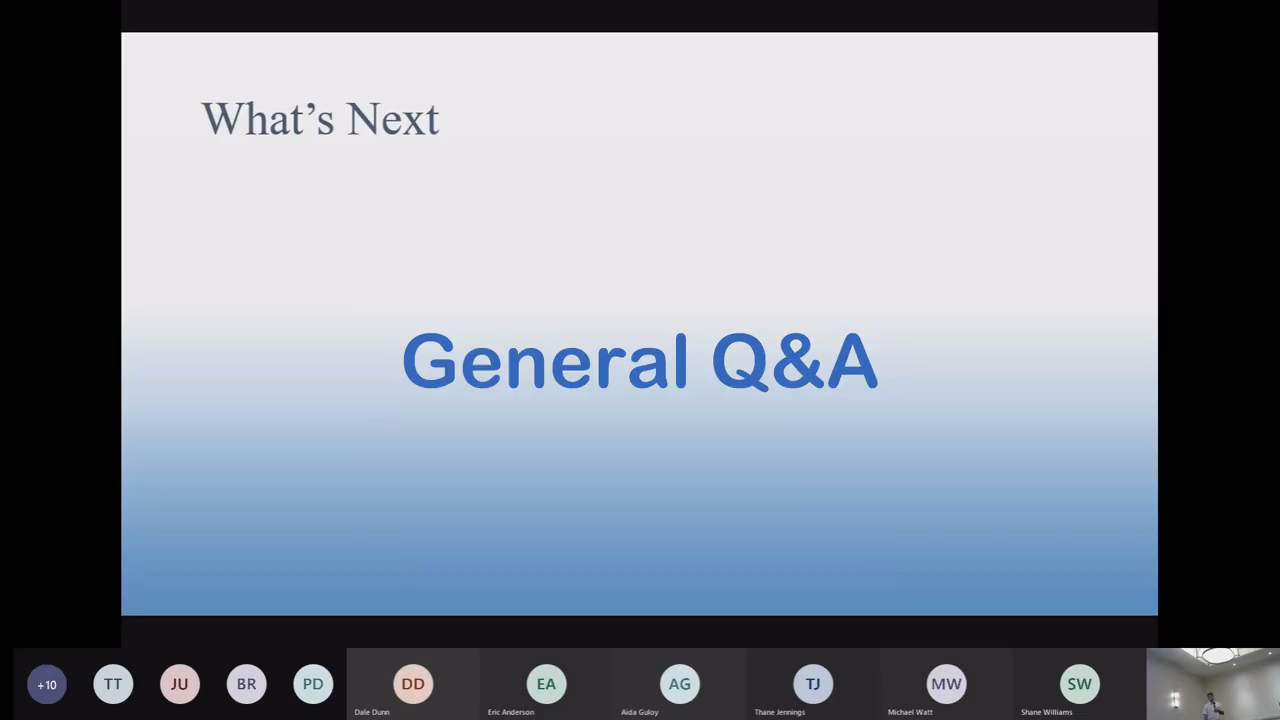 What's Next
General Q&A
+10
TT
JU
BR
PD
DD
EA
AG
TJ
MW
SW
Dale Dunn
Eric Anderson
Aida Guloy
Thane Jennings
Michael Watt
Shane Williams